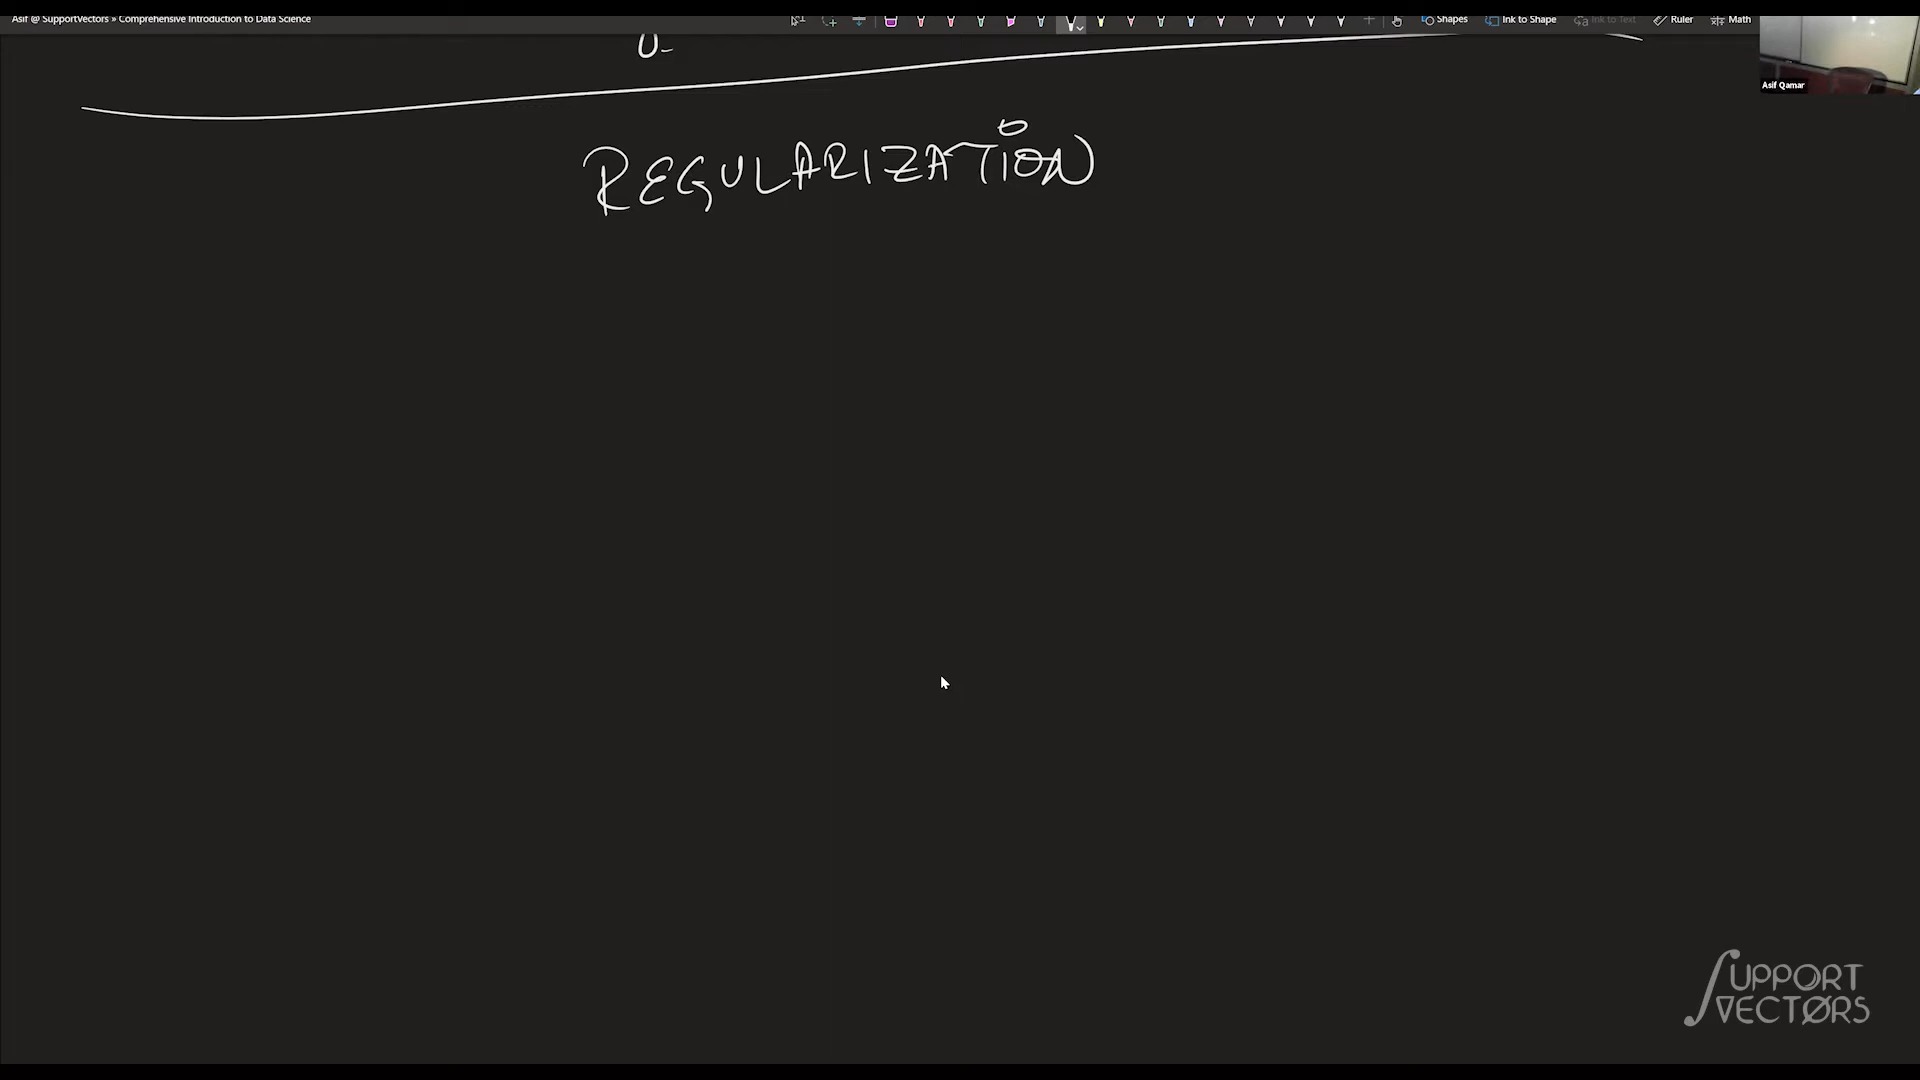 Asif @ SupportVectors » Comprehensive Introduction to Data Science
Shapes
Ink to Shape
Ink to Text
Ruler
Math
Asif Qamar
REGULARIZATION
SUPPORT
VECTORS